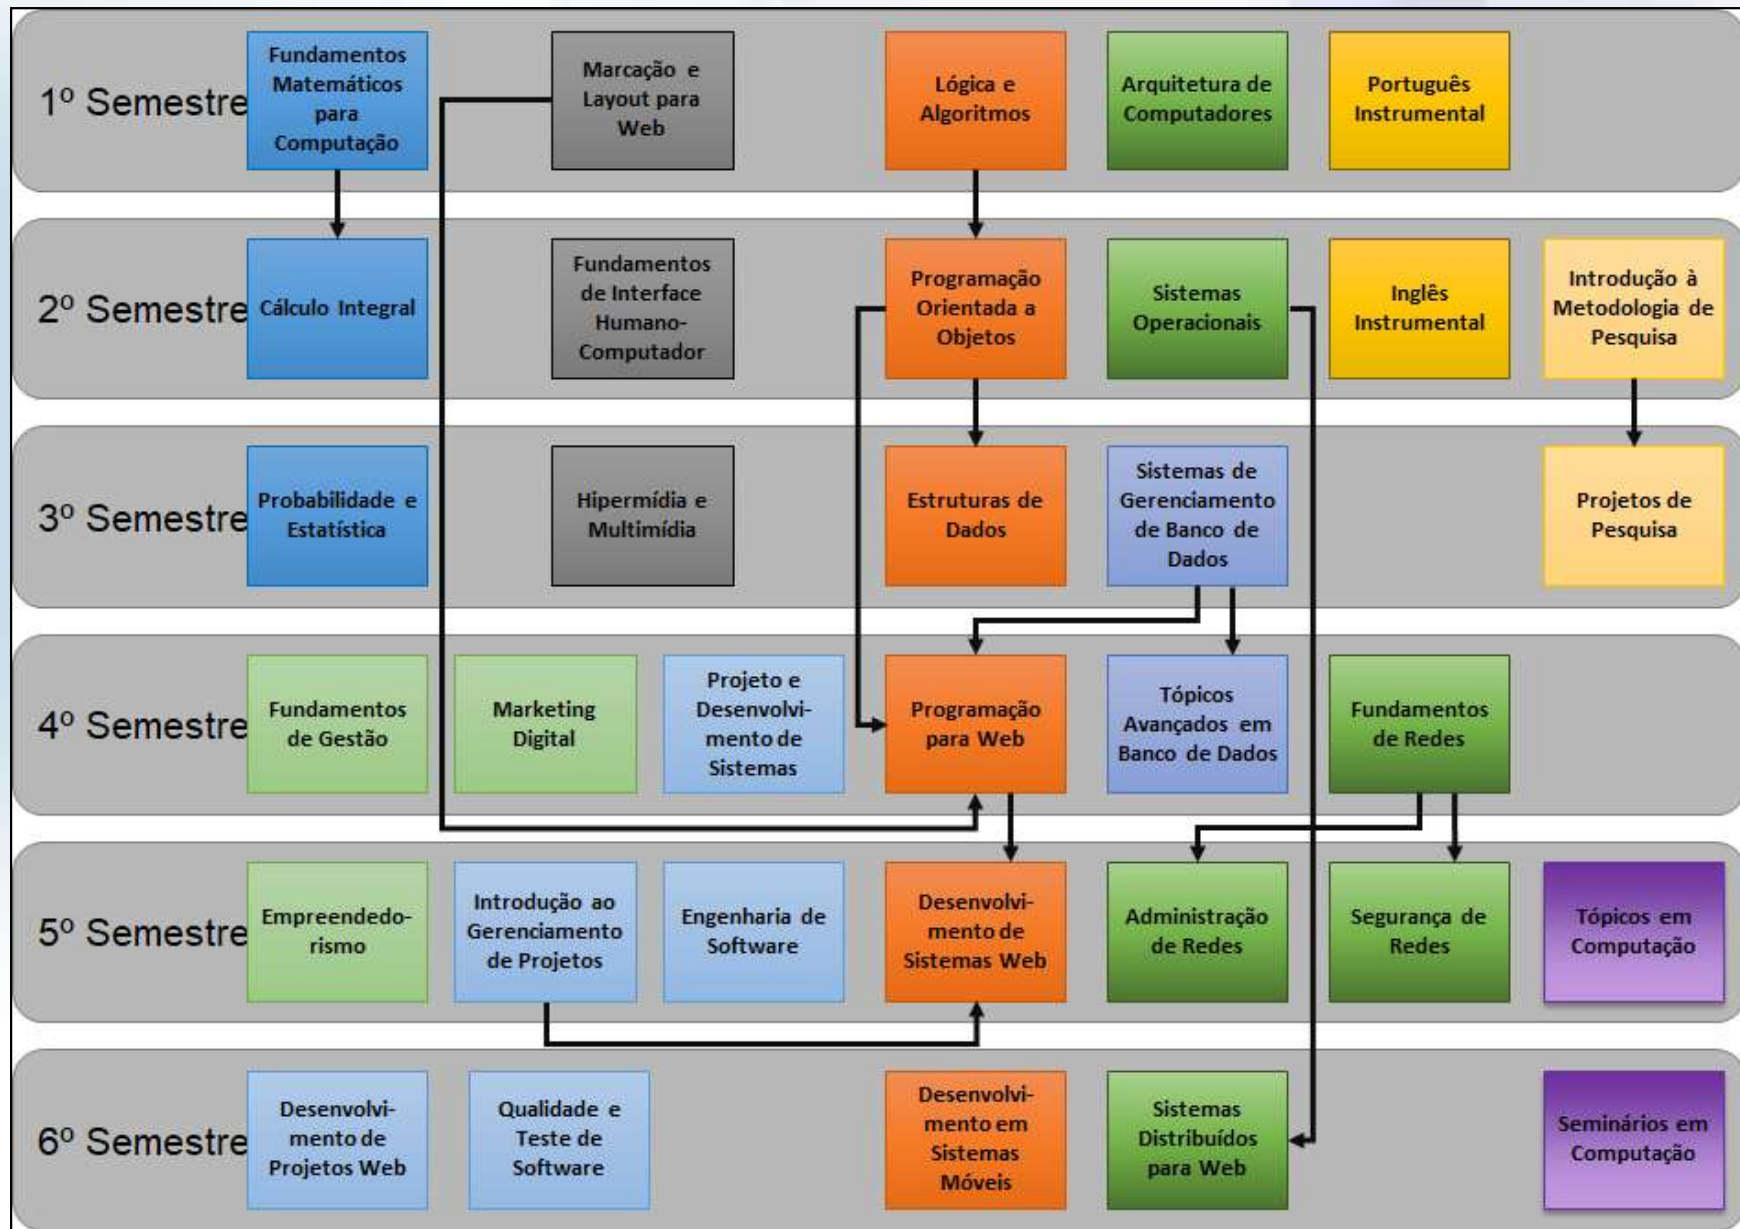 1º Semestre
Fundamentos
Matemáticos
para
Computação
Marcação e
Layout para
Web
Lógica e
Algoritmos
Arquitetura de
Computadores
Português
Instrumental
2º Semestre
Cálculo Integral
Fundamentos
de Interface
Humano-
Computador
Programação
Orientada a
Objetos
Sistemas
Operacionais
Inglês
Instrumental
Introdução à
Metodologia de
Pesquisa
3º Semestre
Probabilidade e
Estatística
Hipermídia e
Multimídia
Estruturas de
Dados
Sistemas de
Gerenciamento
de Banco de
Dados
Projetos de
Pesquisa
4º Semestre
Fundamentos
de Gestão
Marketing
Digital
Projeto e
Desenvolvi-
mento de
Sistemas
Programação
para Web
Tópicos
Avançados em
Banco de Dados
Fundamentos
de Redes
5º Semestre
Empreendedo-
rismo
Introdução ao
Gerenciamento
de Projetos
Engenharia de
Software
Desenvolvi-
mento de
Sistemas Web
Administração
de Redes
Segurança de
Redes
Tópicos em
Computação
6º Semestre
Desenvolvi-
mento de
Projetos Web
Qualidade e
Teste de
Software
Desenvolvi-
mento em
Sistemas
Móveis
Sistemas
Distribuídos
para Web
Seminários em
Computação